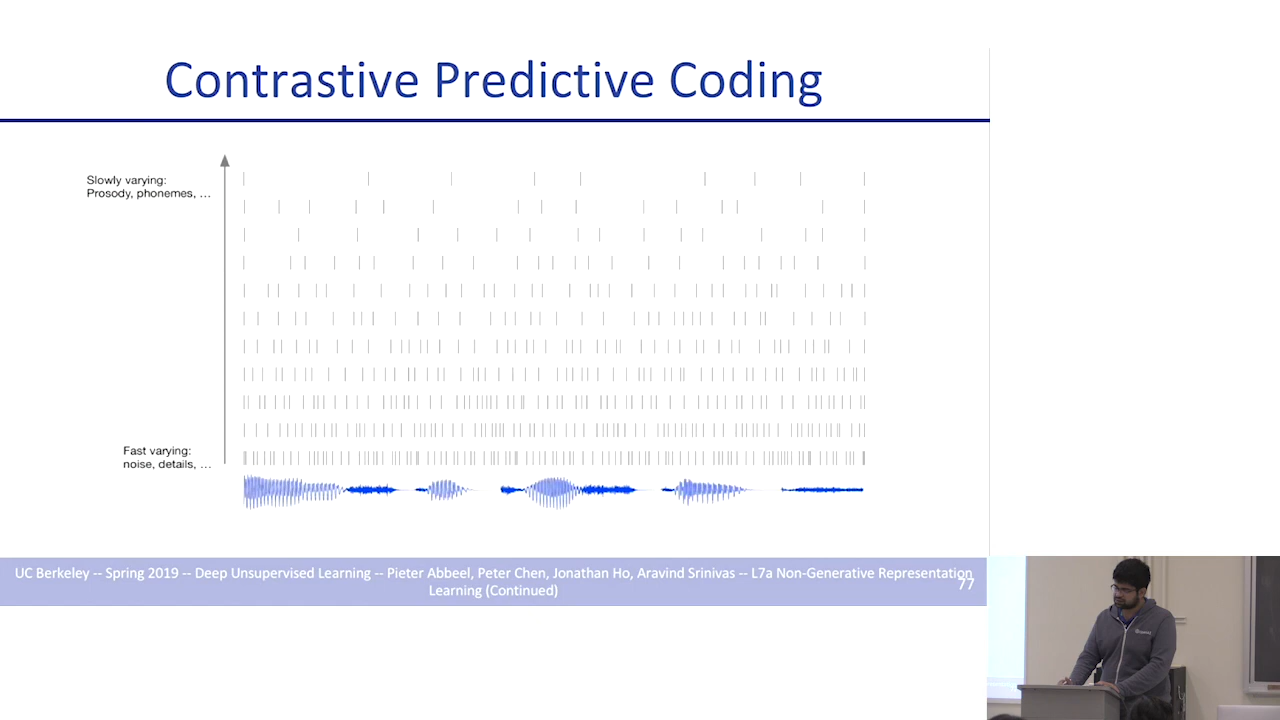 Contrastive Predictive Coding
Slowly varying:
Prosody, phonemes, …
Fast varying:
noise, details, …
UC Berkeley -- Spring 2019 -- Deep Unsupervised Learning -- Pieter Abbeel, Peter Chen, Jonathan Ho, Aravind Srinivas -- L7a Non-Generative Representation
Learning (Continued)
77